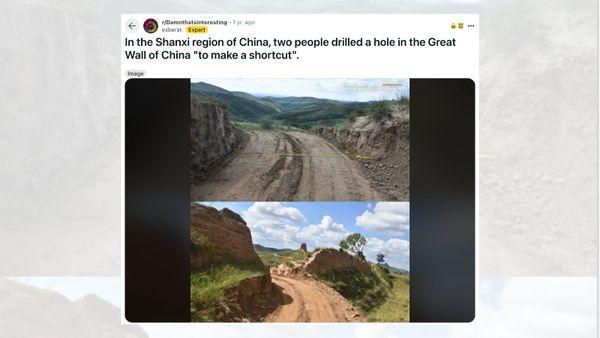 r/Damnthatsinteresting · 1 yr. ago
esberat Expert
In the Shanxi region of China, two people drilled a hole in the Great
Wall of China "to make a shortcut".
Image